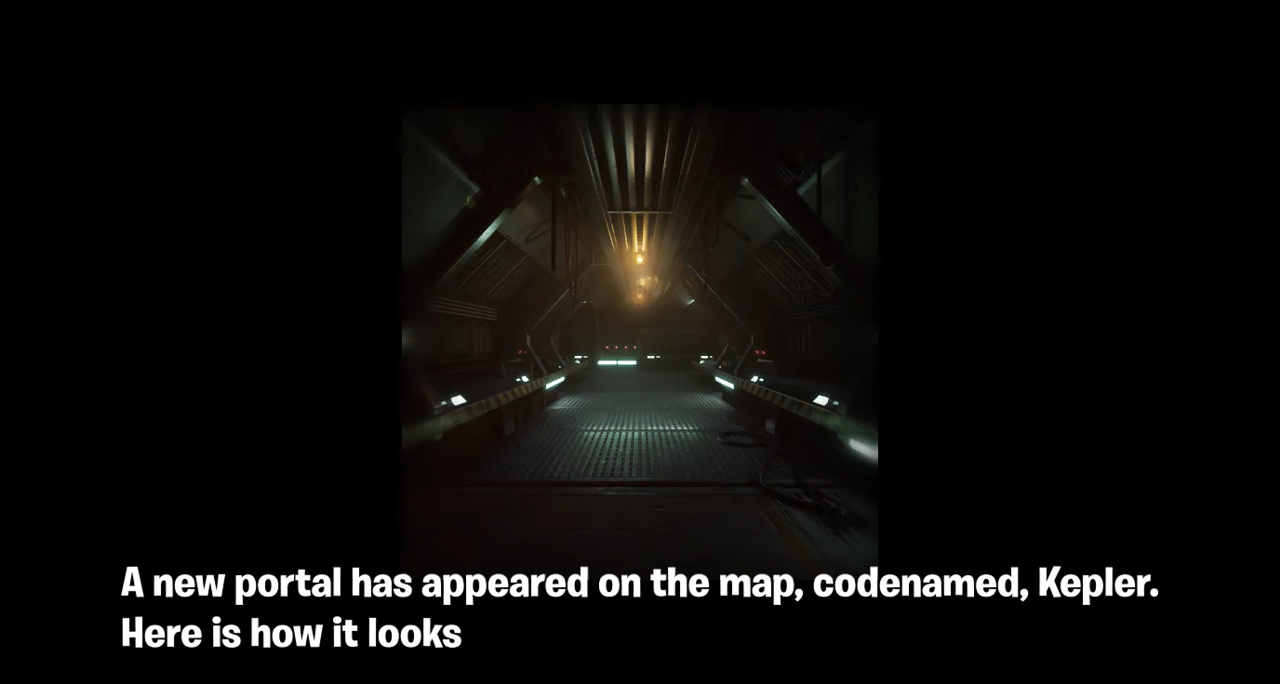 A new portal has appeared on the map, codenamed, Kepler.
Here is how it looks